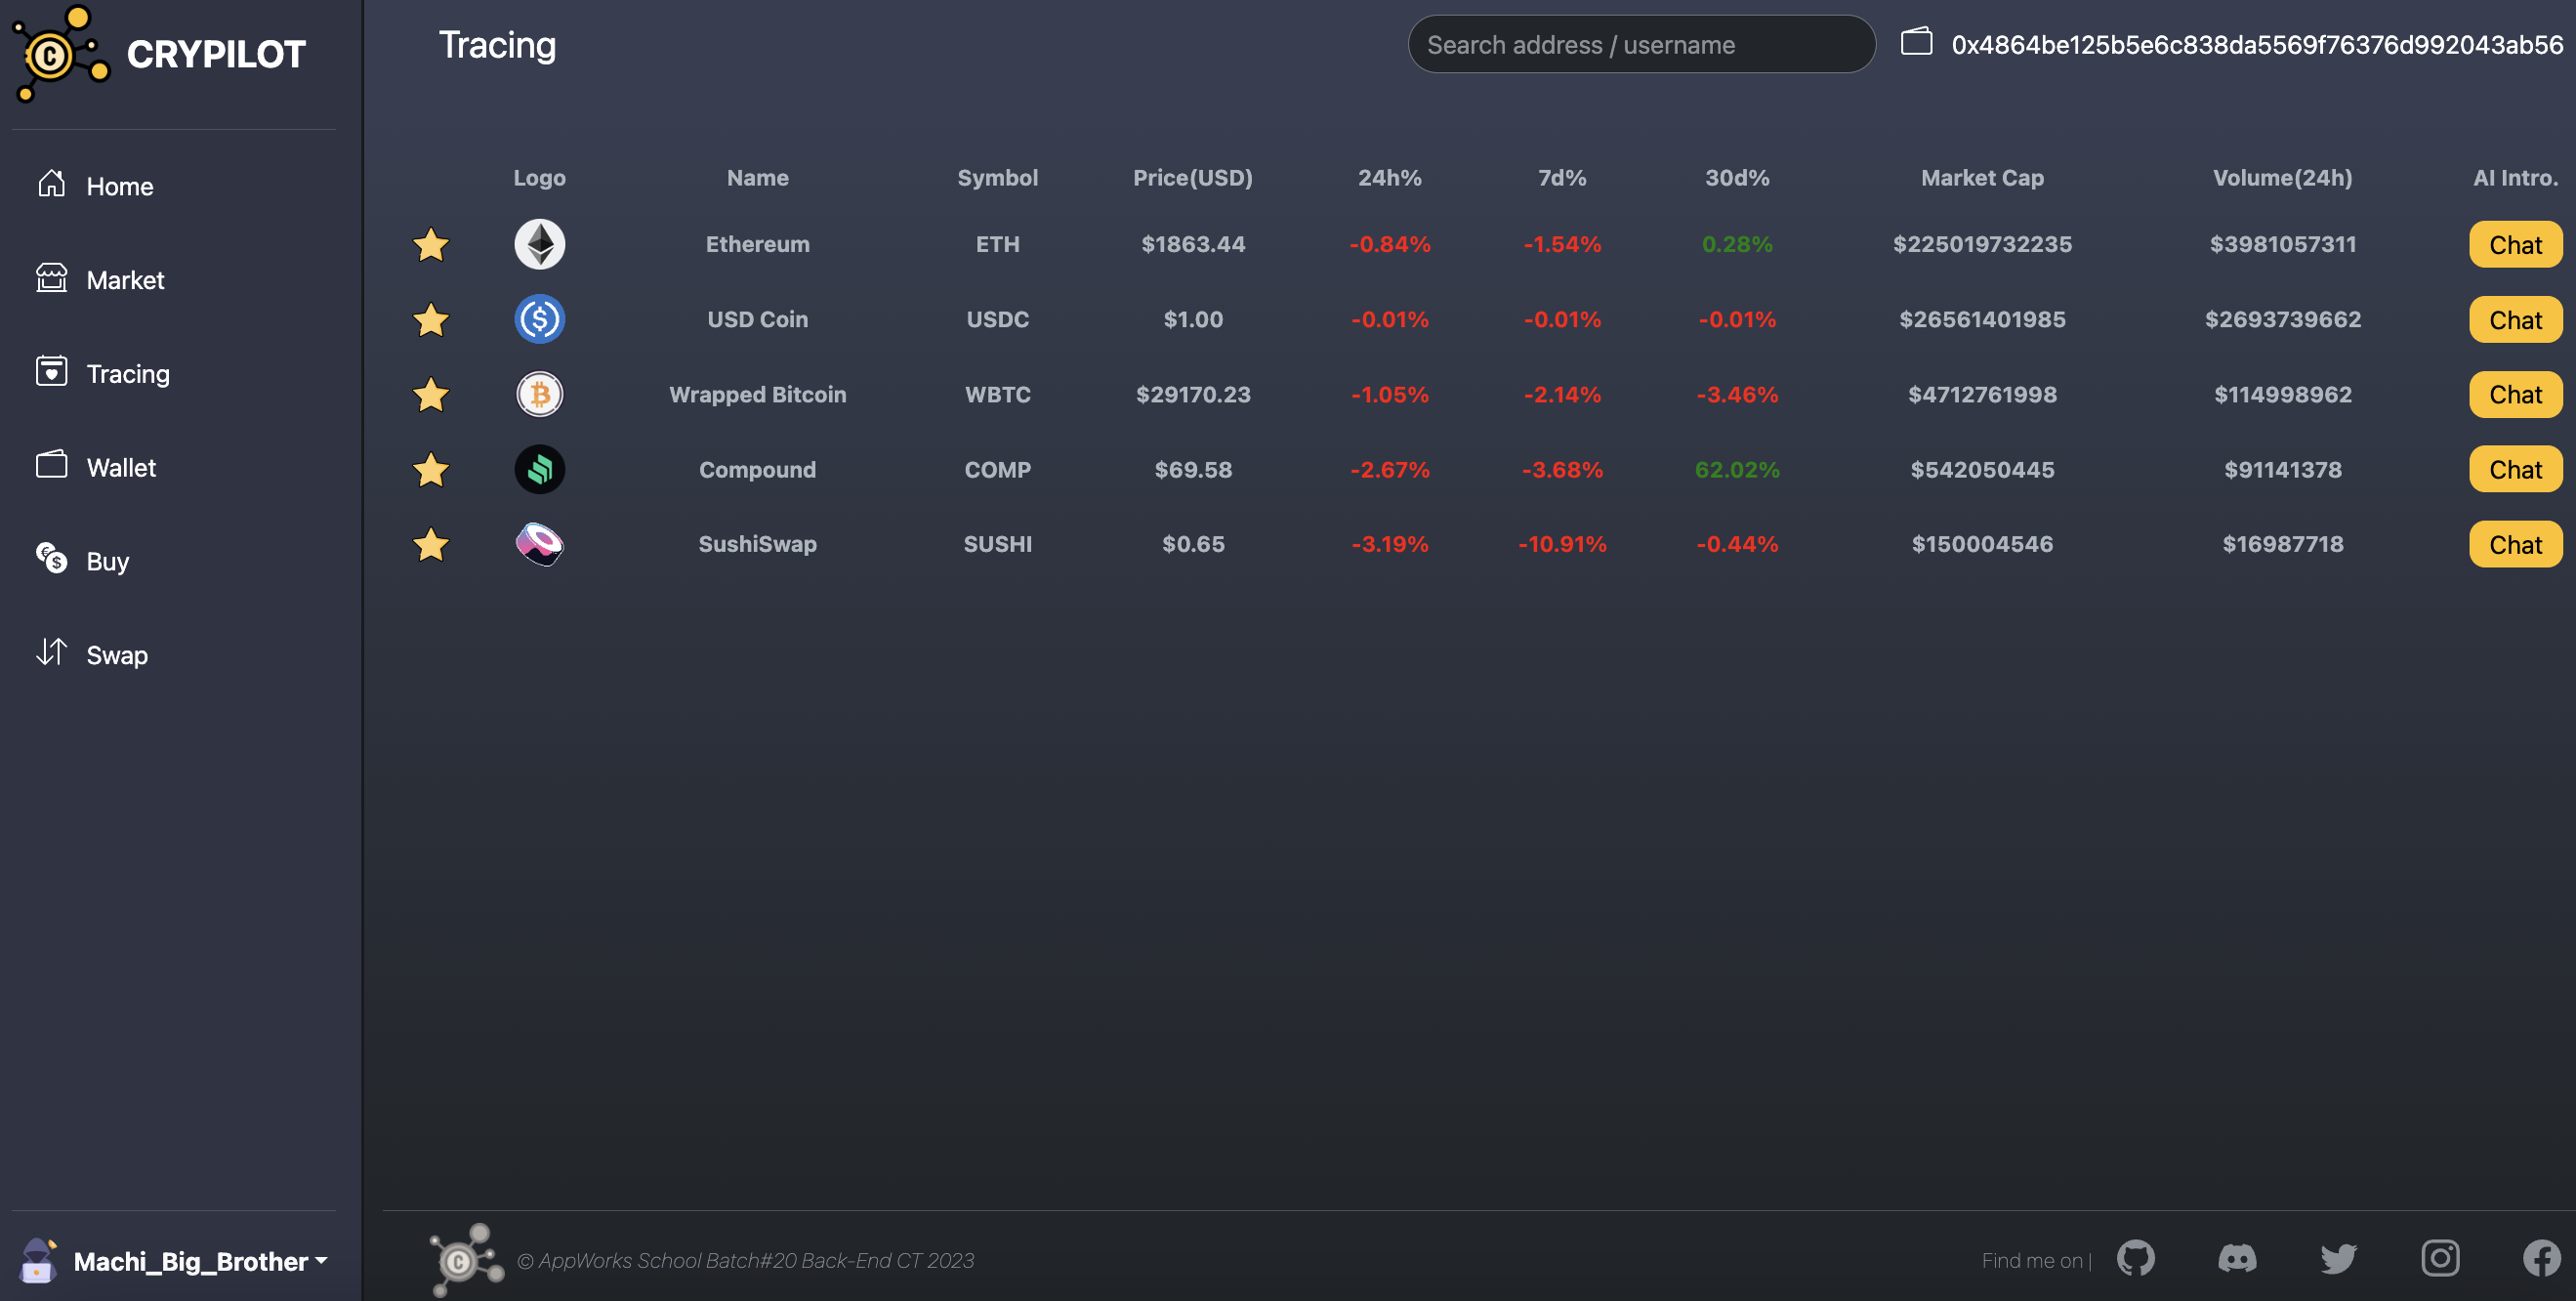 CRYPILOT
Tracing
Search address / username
0x4864be125b5e6c838da5569f76376d992043ab56
Home
Market
Tracing
Wallet
Buy
Swap
Logo Name Symbol Price(USD) 24h% 7d% 30d% Market Cap Volume(24h) AI Intro.
Ethereum ETH $1863.44 -0.84% -1.54% 0.28% $225019732235 $3981057311 Chat
USD Coin USDC $1.00 -0.01% -0.01% -0.01% $26561401985 $2693739662 Chat
Wrapped Bitcoin WBTC $29170.23 -1.05% -2.14% -3.46% $4712761998 $114998962 Chat
Compound COMP $69.58 -2.67% -3.68% 62.02% $542050445 $91141378 Chat
SushiSwap SUSHI $0.65 -3.19% -10.91% -0.44% $150004546 $16987718 Chat
Machi_Big_Brother
© AppWorks School Batch#20 Back-End CT 2023
Find me on |